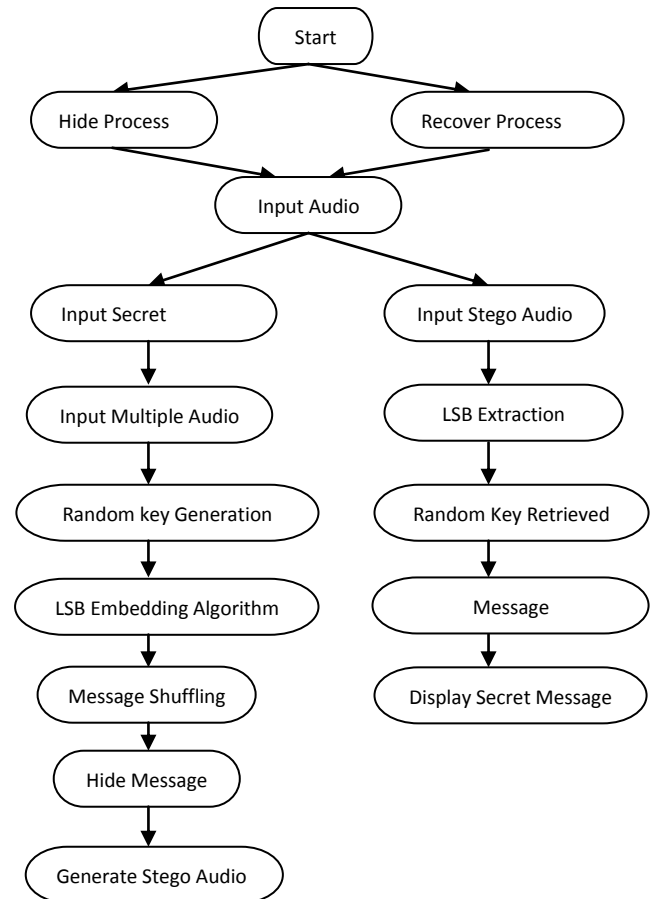 Start
Hide Process
Recover Process
Input Audio
Input Secret
Input Stego Audio
Input Multiple Audio
LSB Extraction
Random key Generation
Random Key Retrieved
LSB Embedding Algorithm
Message
Message Shuffling
Display Secret Message
Hide Message
Generate Stego Audio